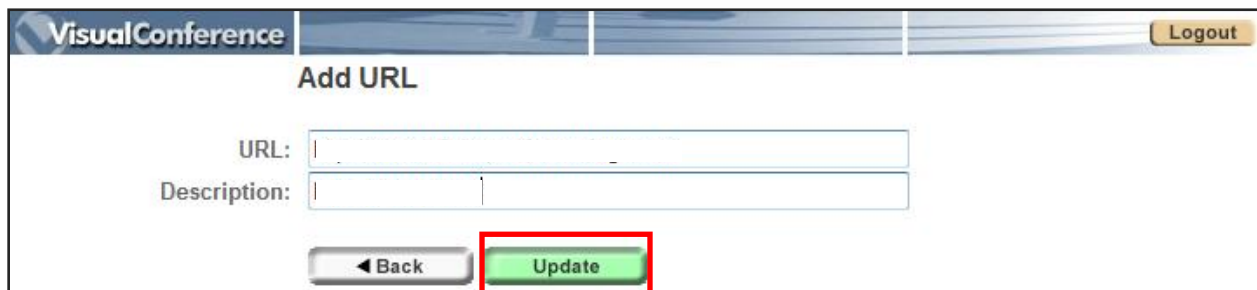 VisualConference
Logout
Add URL
URL:
Description:
Back
Update